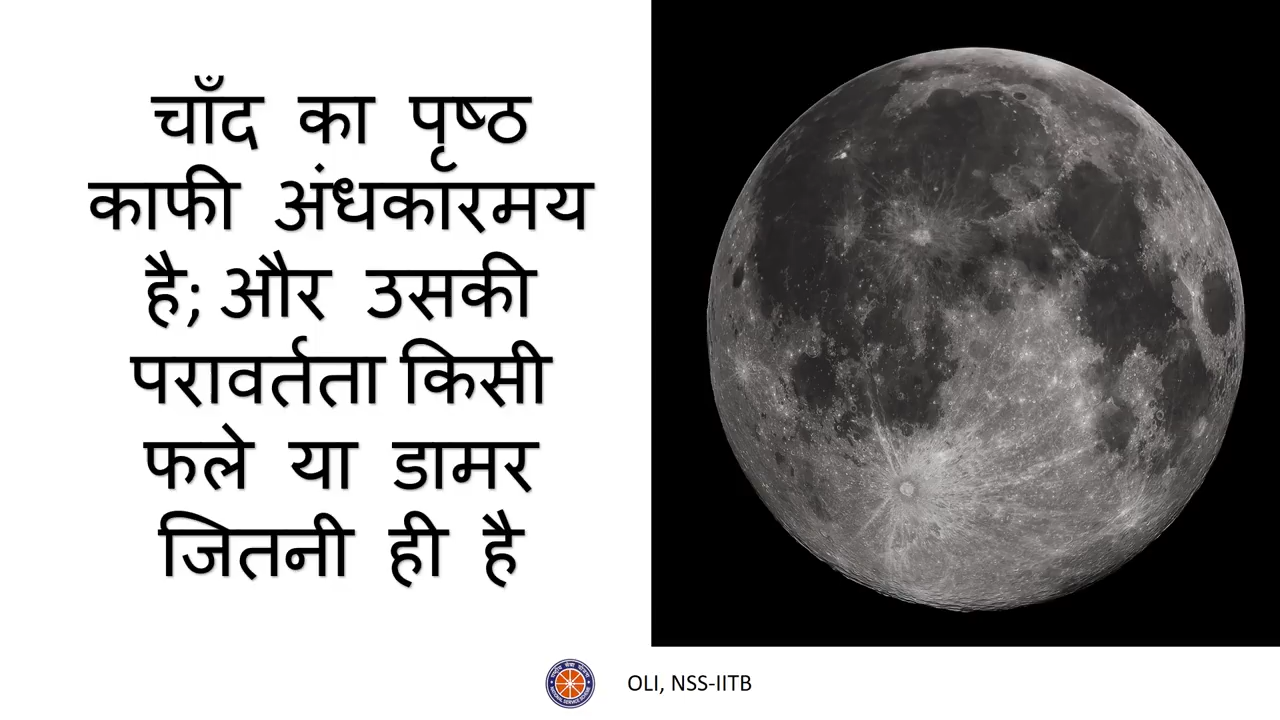 चाँद का पृष्ठ
काफी अंधकारमय
है; और उसकी
परावर्तता किसी
फले या डामर
जितनी ही है
OLI, NSS-IITB